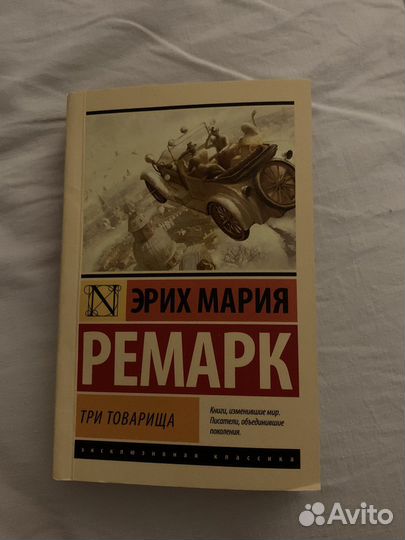 N
ЭРИХ МАРИЯ
РЕМАРК
ТРИ ТОВАРИЩА
Книги, изменившие мир.
Писатели, объединившие
поколения.
эксклюзивная классика
Avito